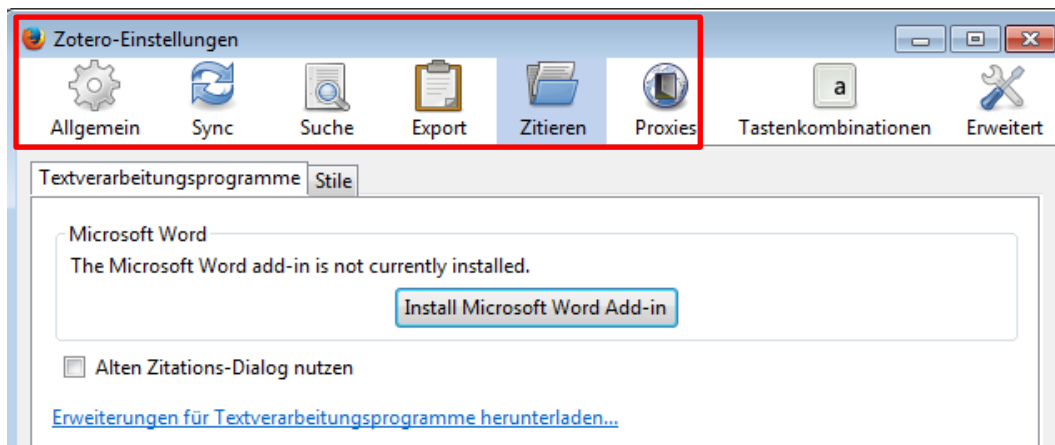 Zotero-Einstellungen
a
Allgemein Sync Suche Export Zitieren Proxies Tastenkombinationen Erweitert
Textverarbeitungsprogramme Stile
Microsoft Word
The Microsoft Word add-in is not currently installed.
Install Microsoft Word Add-in
Alten Zitations-Dialog nutzen
Erweiterungen für Textverarbeitungsprogramme herunterladen...